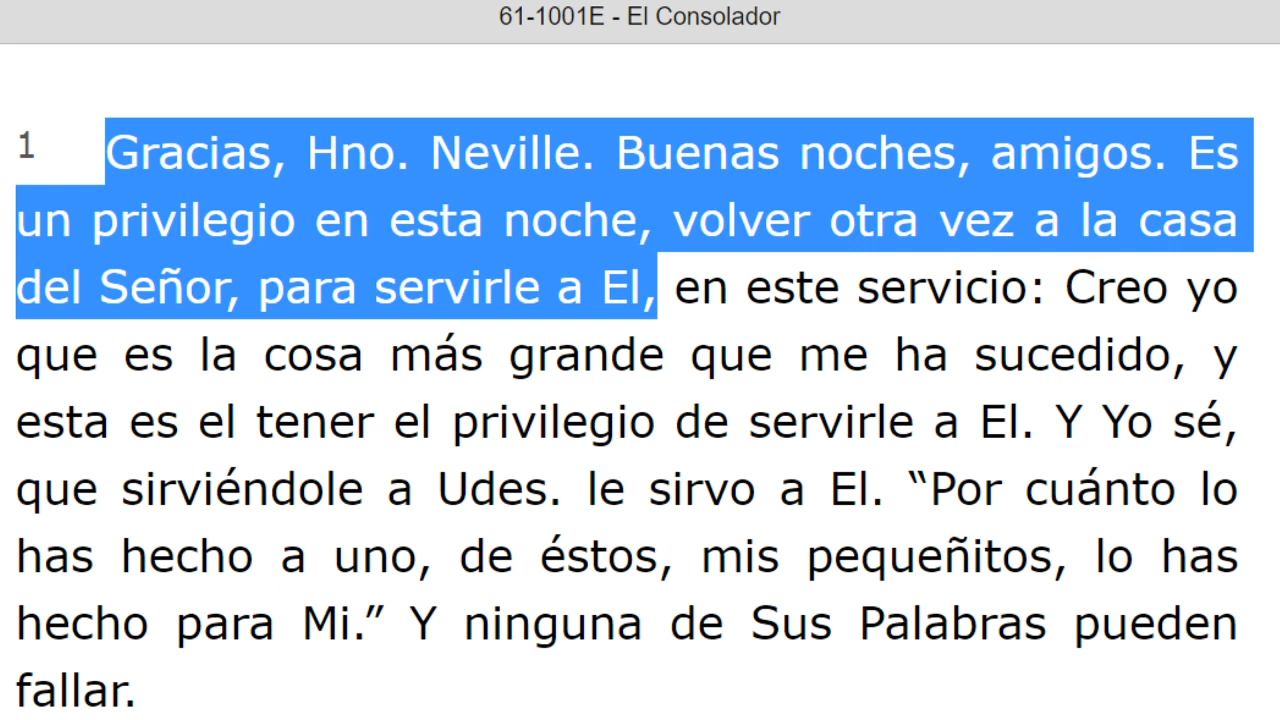 61-1001E - El Consolador
1 Gracias, Hno. Neville. Buenas noches, amigos. Es
un privilegio en esta noche, volver otra vez a la casa
del Señor, para servirle a El, en este servicio: Creo yo
que es la cosa más grande que me ha sucedido, y
esta es el tener el privilegio de servirle a El. Y Yo sé,
que sirviéndole a Udes. le sirvo a El. “Por cuánto lo
has hecho a uno, de éstos, mis pequeñitos, lo has
hecho para Mi.” Y ninguna de Sus Palabras pueden
fallar.